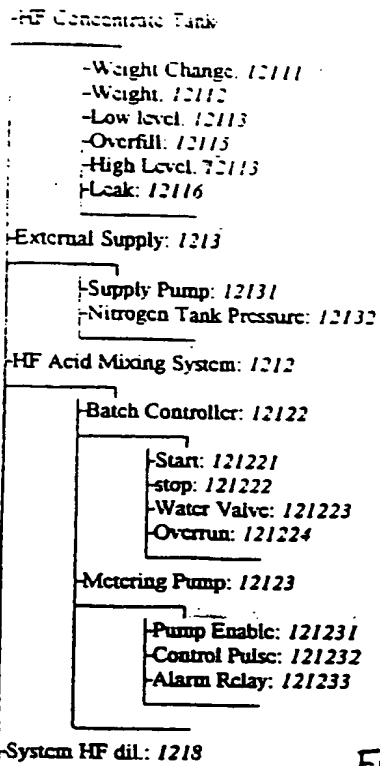 -HF Concentrate Tank
-Weight Change. 12111
-Weight. 12112
-Low level. 12113
-Overfill: 12115
-High Level. 12113
-Leak: 12116
-External Supply: 1213
-Supply Pump: 12131
-Nitrogen Tank Pressure: 12132
-HF Acid Mixing System: 1212
-Batch Controller: 12122
-Start: 121221
-stop: 121222
-Water Valve: 121223
-Overrun: 121224
-Metering Pump: 12123
-Pump Enable: 121231
-Control Pulse: 121232
-Alarm Relay: 121233
-System HF dil.: 1218